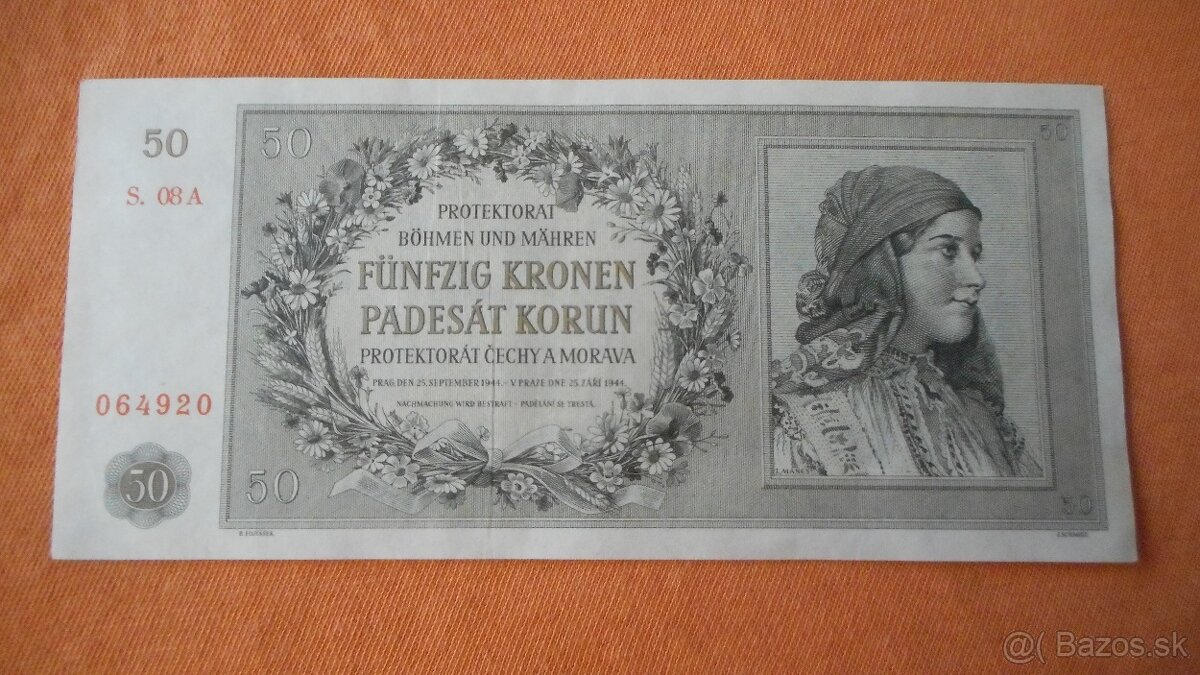 50
S. 08 A
064920
50
50
50
PROTEKTORAT
BÖHMEN UND MÄHREN
FÜNFZIG KRONEN
PADESÁT KORUN
PROTEKTORÁT ČECHY A MORAVA
PRAG, DEN 25. SEPTEMBER 1944. - V PRAZE DNE 25. ZÁŘÍ 1944.
NACHMACHUNG WIRD BESTRAFT - PADĚLÁNÍ SE TRESTÁ.
50
50
@( Bazos.sk